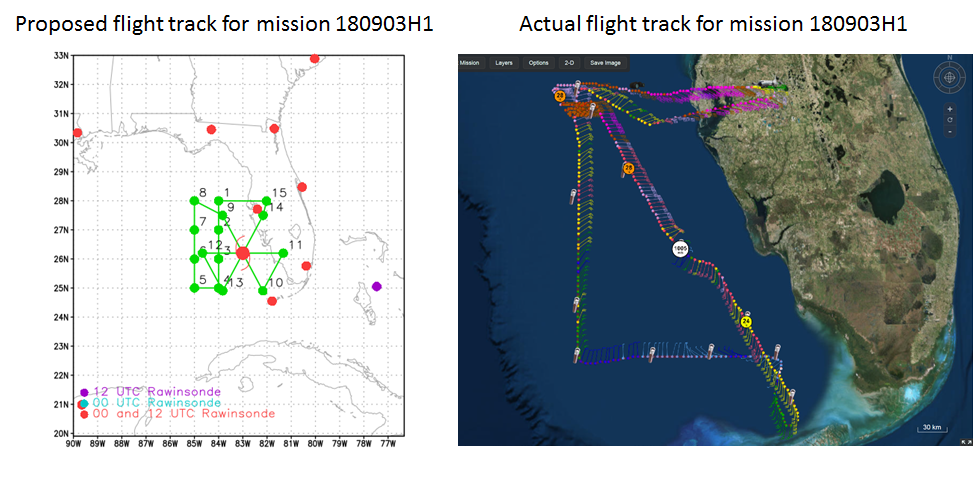 Proposed flight track for mission 180903H1
Actual flight track for mission 180903H1
33N
32N
31N
30N
29N
28N
27N
26N
25N
24N
23N
22N
21N
20N
90W 89W 88W 87W 86W 85W 84W 83W 82W 81W 80W 79W 78W 77W
8 1 15
9 14
7 2
6 12 3 11
5 4 13 10
12 UTC Rawinsonde
00 UTC Rawinsonde
00 and 12 UTC Rawinsonde
Mission Layers Options 2-D Save Image
N
1005
24
30 km